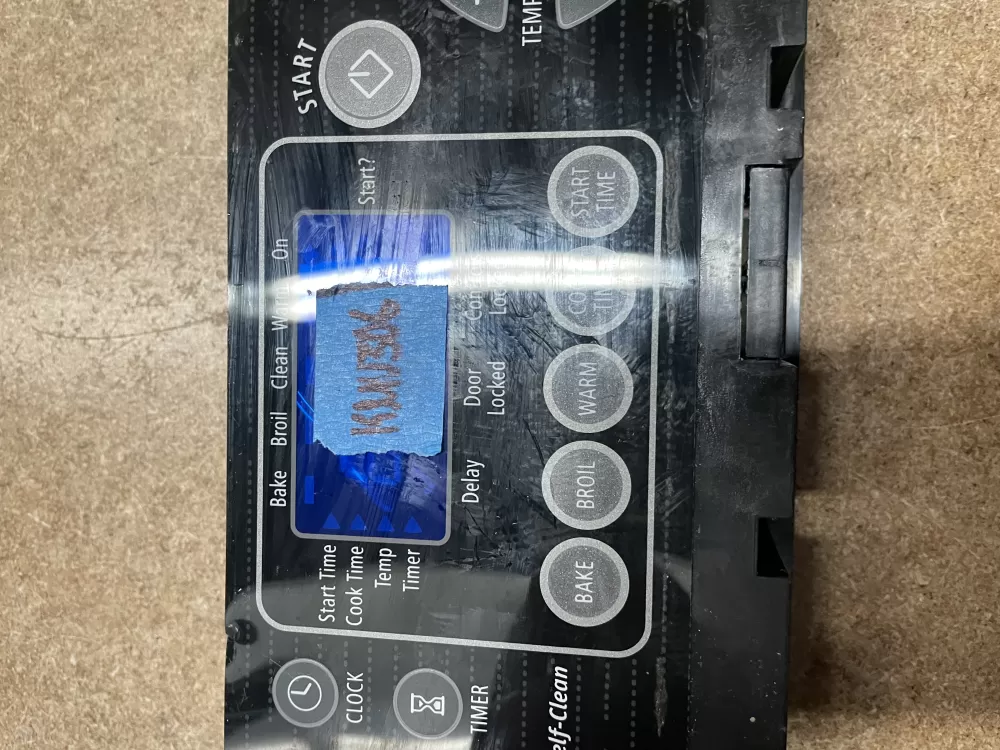 START
TEMP
Start?
Bake Broil Clean Warm On
Start Time
Cook Time
Temp
Timer
Delay
Door
Locked
BAKE
BROIL
WARM
START
TIME
CLOCK
TIMER
elf-Clean